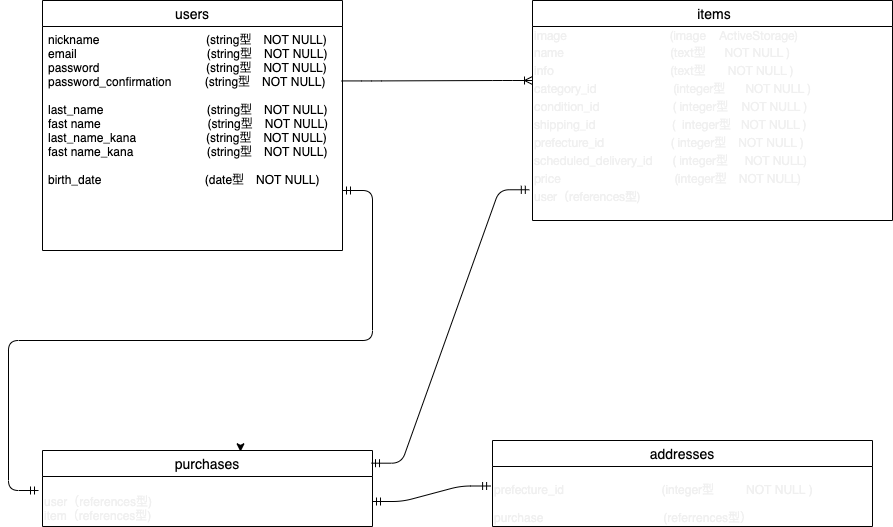 users
nickname (string型 NOT NULL)
email (string型 NOT NULL)
password (string型 NOT NULL)
password_confirmation (string型 NOT NULL)
last_name (string型 NOT NULL)
fast name (string型 NOT NULL)
last_name_kana (string型 NOT NULL)
fast name_kana (string型 NOT NULL)
birth_date (date型 NOT NULL)
items
image (image ActiveStorage)
name (text型 NOT NULL )
info (text型 NOT NULL )
category_id (integer型 NOT NULL )
condition_id ( integer型 NOT NULL )
shipping_id ( integer型 NOT NULL )
prefecture_id ( integer型 NOT NULL )
scheduled_delivery_id ( integer型 NOT NULL )
price (integer型 NOT NULL)
user（references型)
purchases
user（references型)
item（references型)
addresses
prefecture_id (integer型 NOT NULL )
purchase (referrences型）